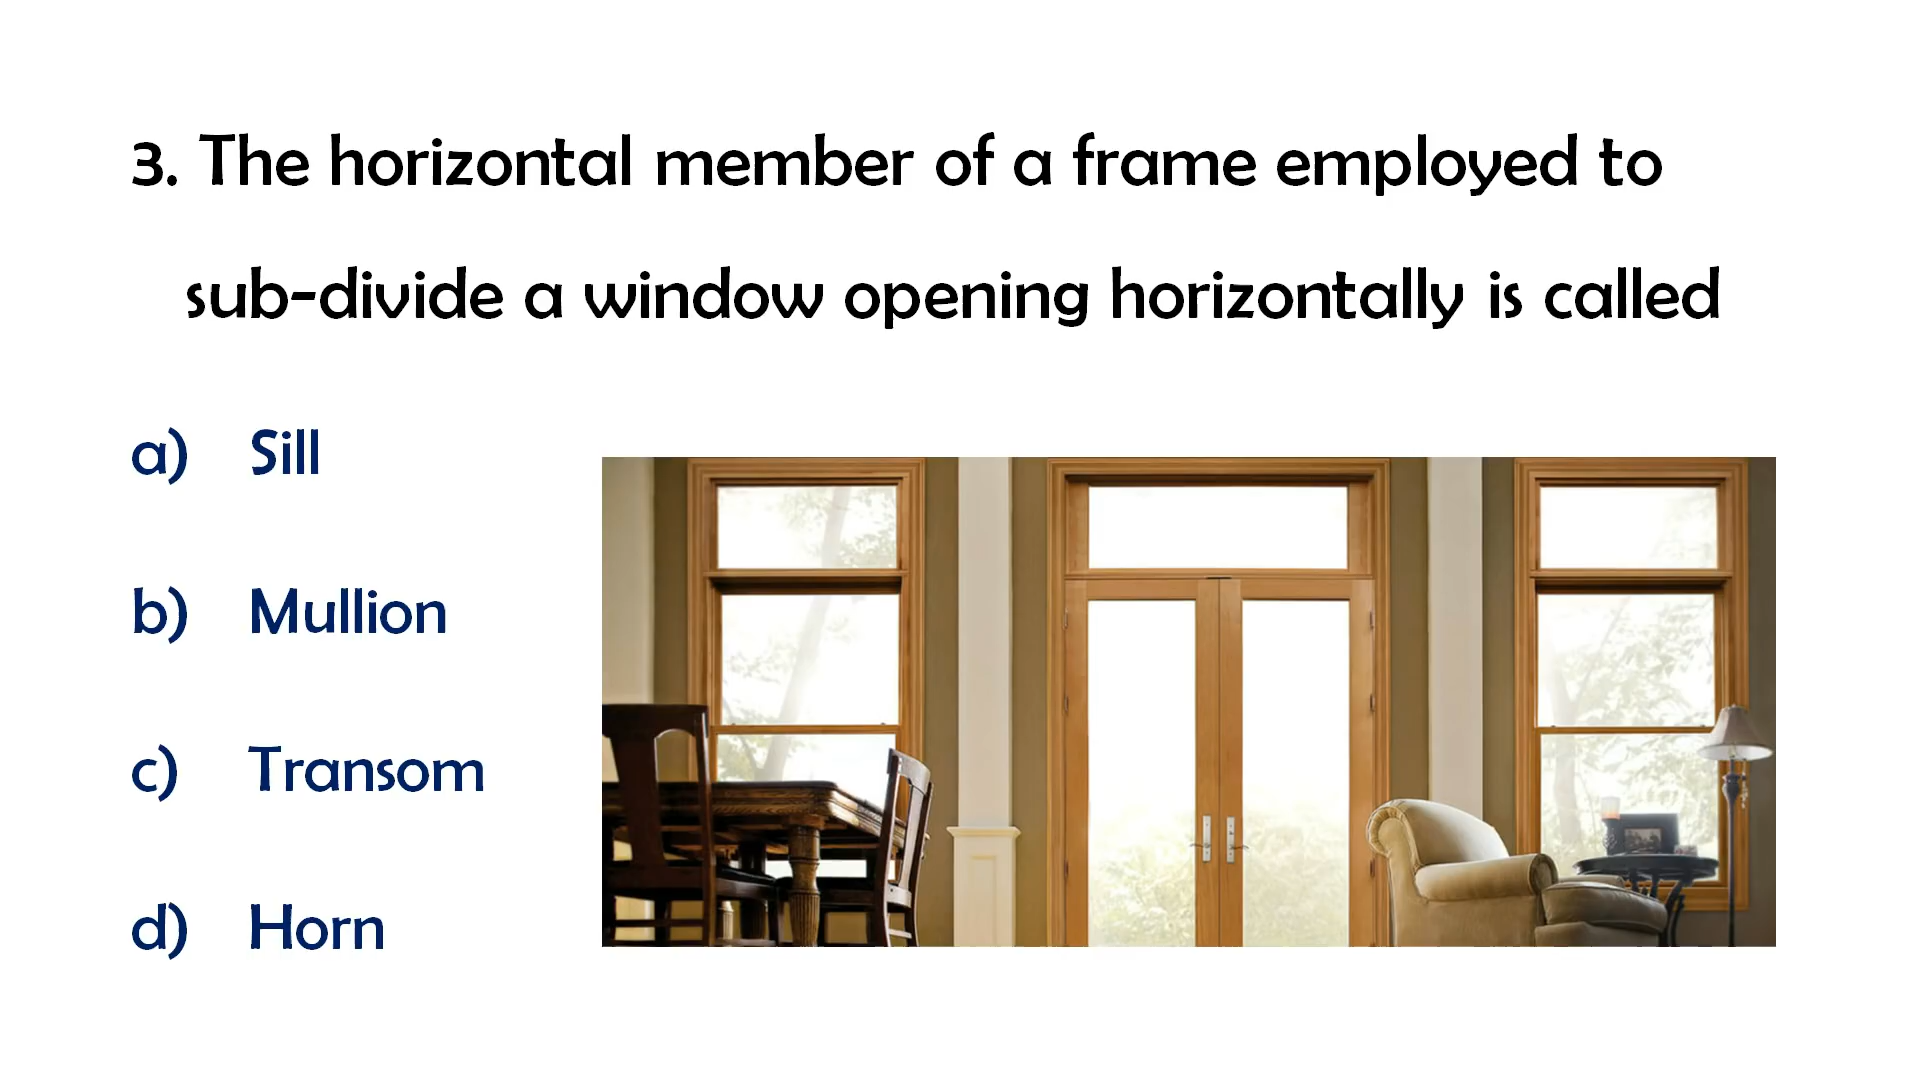 3. The horizontal member of a frame employed to
sub-divide a window opening horizontally is called
a) Sill
b) Mullion
c) Transom
d) Horn